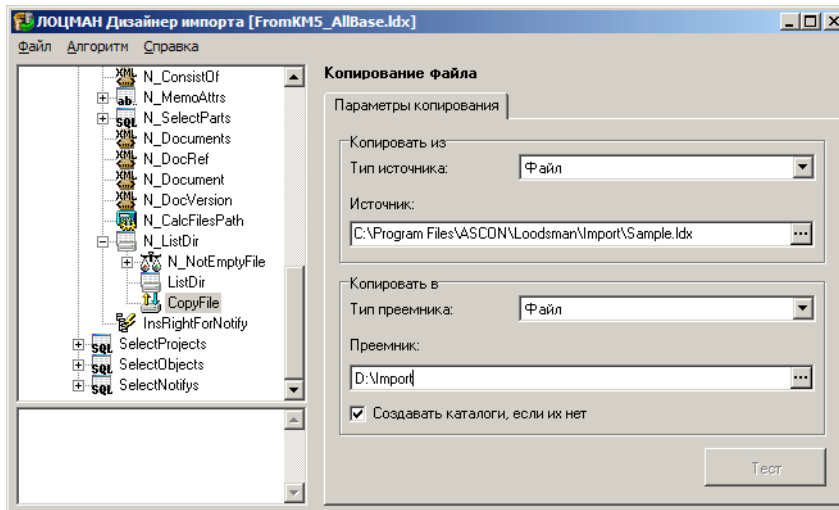 ЛОЦМАН Дизайнер импорта [FromKM5_AllBase.ldx]
Файл Алгоритм Справка
N_ConsistOf
N_MemoAttrs
N_SelectParts
N_Documents
N_DocRef
N_Document
N_DocVersion
N_CalcFilesPath
N_ListDir
N_NotEmptyFile
ListDir
CopyFile
InsRightForNotify
SelectProjects
SelectObjects
SelectNotifys
Копирование файла
Параметры копирования
Копировать из
Тип источника: Файл
Источник:
C:\Program Files\ASCON\Loodsman\Import\Sample.ldx
Копировать в
Тип преемника: Файл
Преемник:
D:\Import
Создавать каталоги, если их нет
Тест